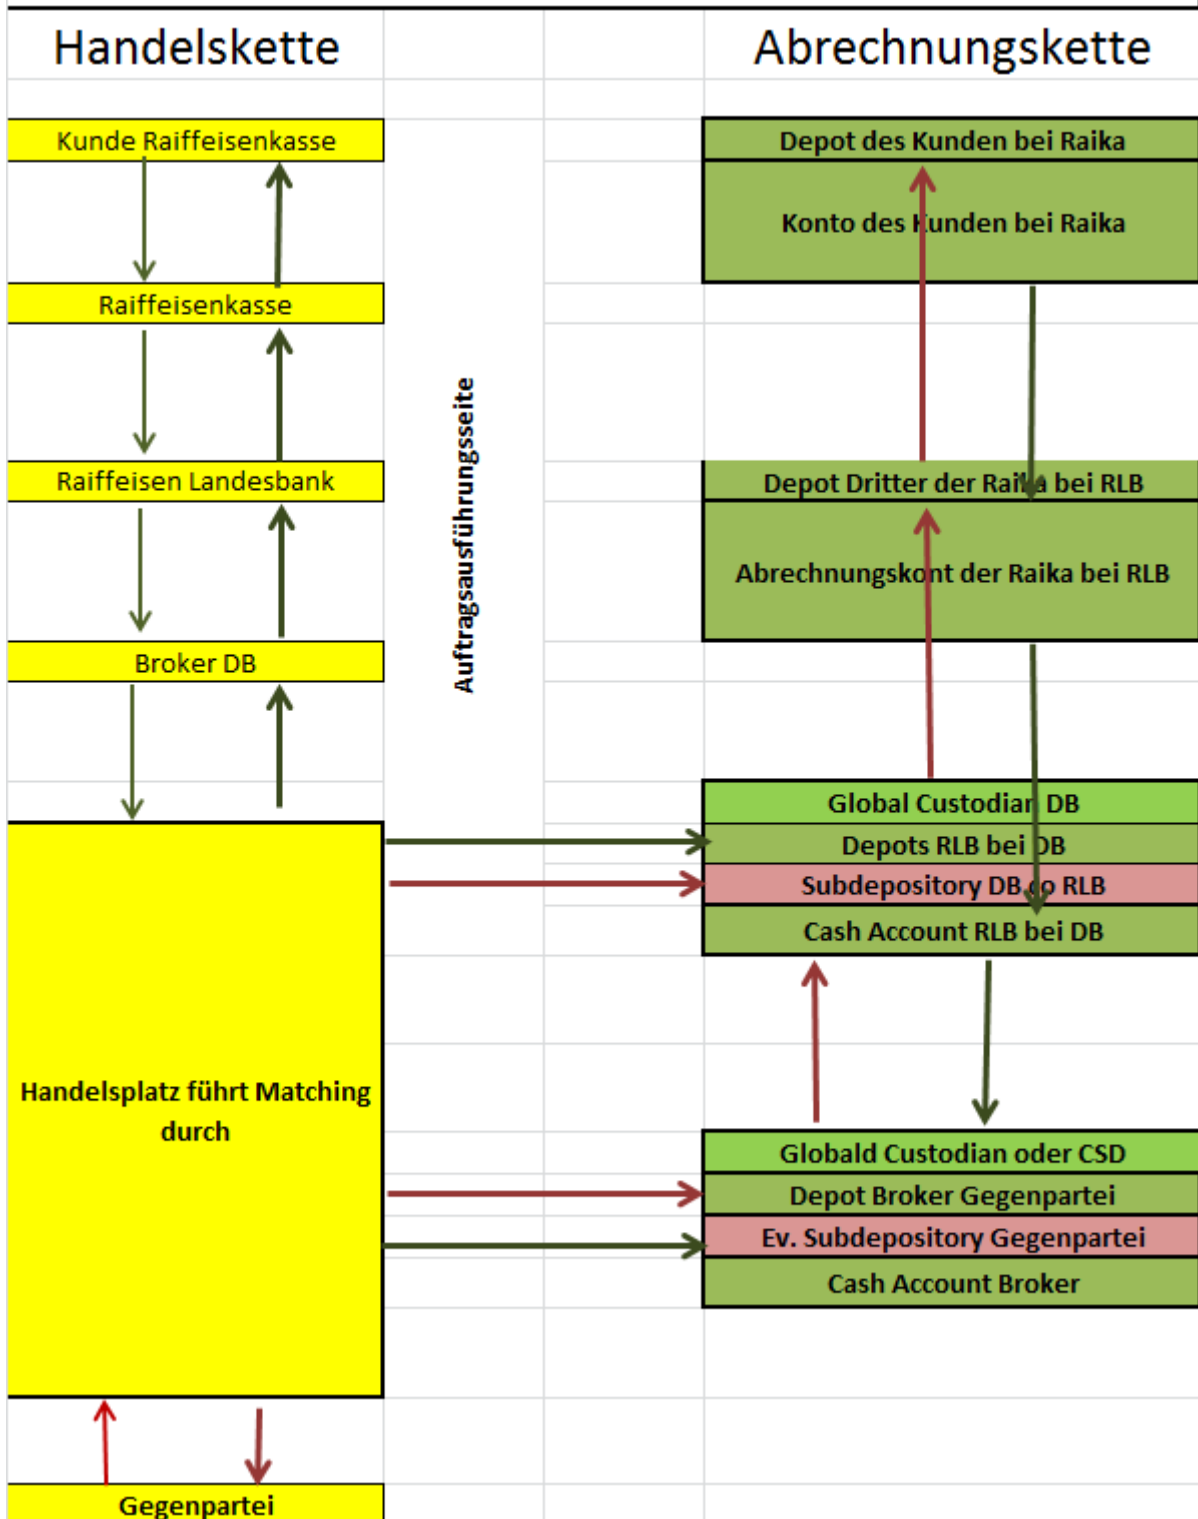 Handelskette
Abrechnungskette
Kunde Raiffeisenkasse
Depot des Kunden bei Raika
Konto des Kunden bei Raika
Raiffeisenkasse
Auftragsausführungsseite
Raiffeisen Landesbank
Depot Dritter der Raika bei RLB
Abrechnungskont der Raika bei RLB
Broker DB
Global Custodian DB
Depots RLB bei DB
Subdepository DB co RLB
Cash Account RLB bei DB
Handelsplatz führt Matching
durch
Globald Custodian oder CSD
Depot Broker Gegenpartei
Ev. Subdepository Gegenpartei
Cash Account Broker
Gegenpartei